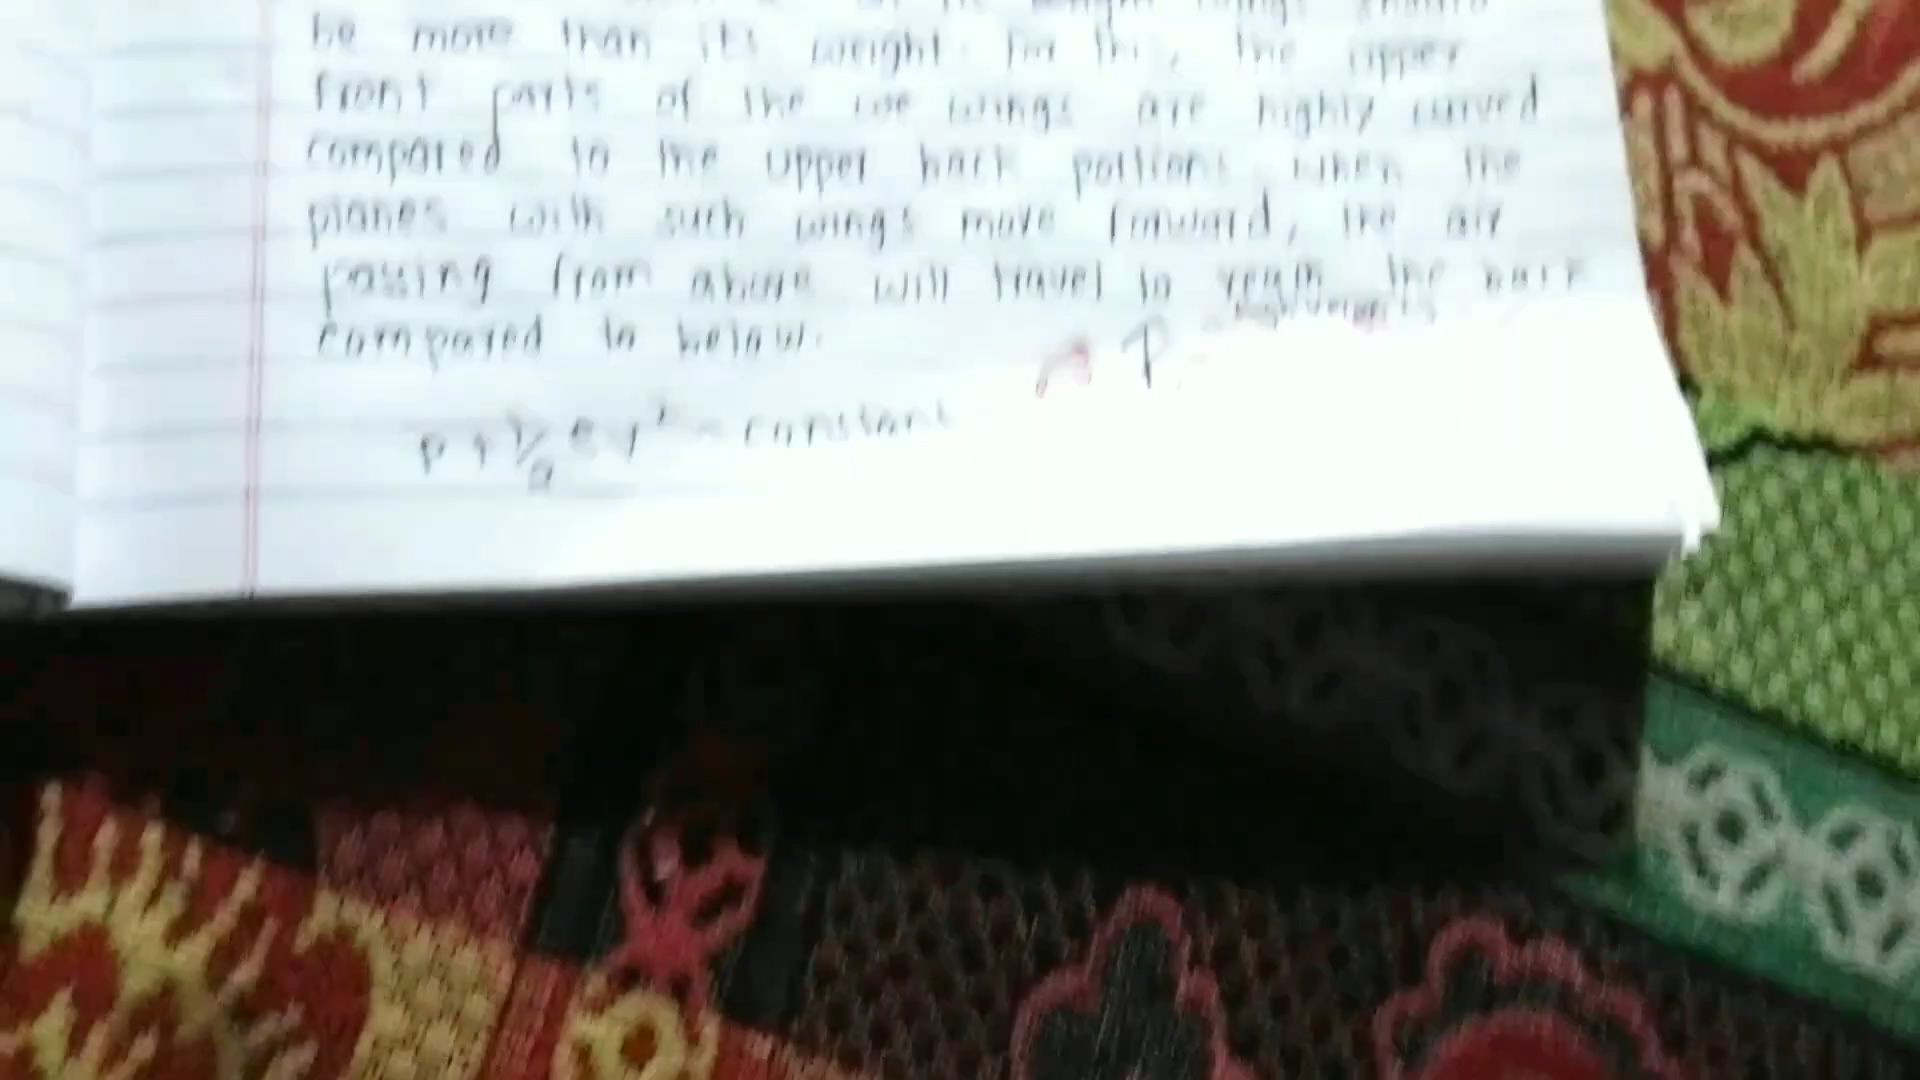 be more than its weight. For this, the upper
front parts of the wings are highly curved
compared to the upper back portions. When the
planes with such wings move forward, the air
passing from above will travel to reach the back
compared to below.
P
P + 1/2 ρv² = constant